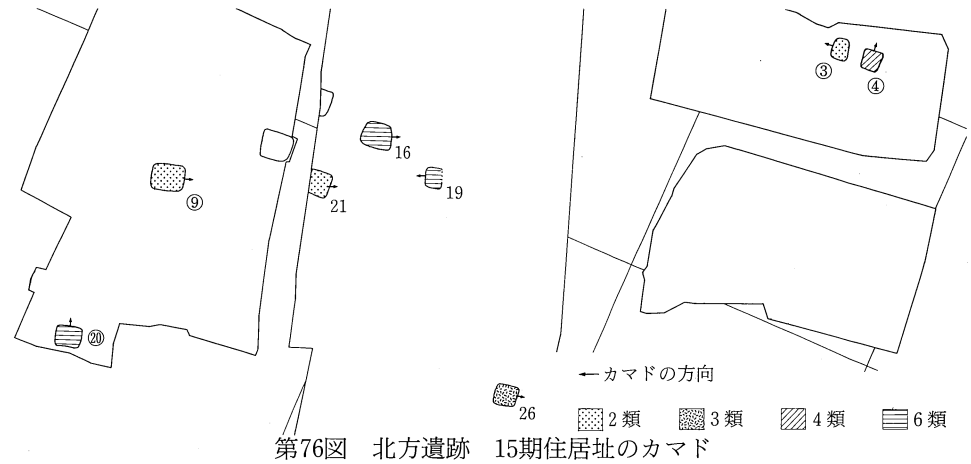 ③
④
16
19
⑨
21
⑳
←カマドの方向
26
2類 3類 4類 6類
第76図 北方遺跡 15期住居址のカマド